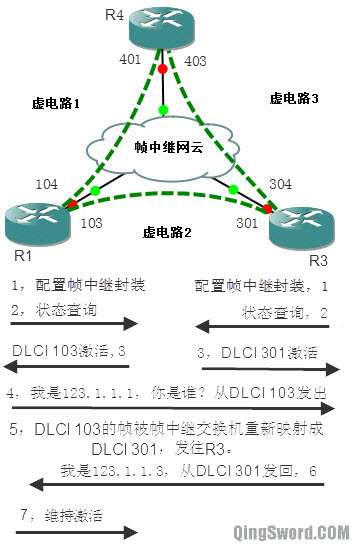 R4
401
403
虚电路1
虚电路3
帧中继网云
104
304
103
虚电路2
301
R1
R3
1，配置帧中继封装
配置帧中继封装，1
2，状态查询
状态查询，2
DLCI 103激活，3
3，DLCI 301激活
4，我是123.1.1.1，你是谁？从DLCI 103发出
5，DLCI 103的帧被帧中继交换机重新映射成
DLCI 301，发往R3。
我是123.1.1.3，从DLCI 301发回，6
7，维持激活
QingSword.COM